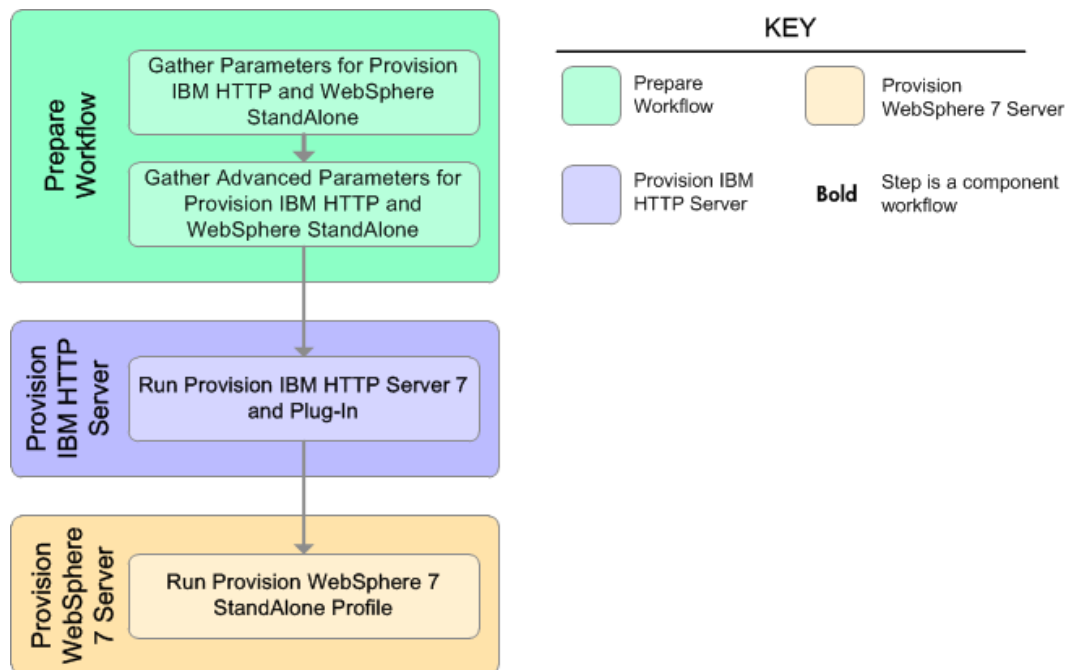 Prepare
Workflow
Gather Parameters for Provision
IBM HTTP and WebSphere
StandAlone
Gather Advanced Parameters for
Provision IBM HTTP and
WebSphere StandAlone
Provision
IBM HTTP
Server
Run Provision IBM HTTP Server 7
and Plug-In
Provision
WebSphere
7 Server
Run Provision WebSphere 7
StandAlone Profile
KEY
Prepare
Workflow
Provision
WebSphere 7 Server
Provision IBM
HTTP Server
Bold
Step is a component
workflow